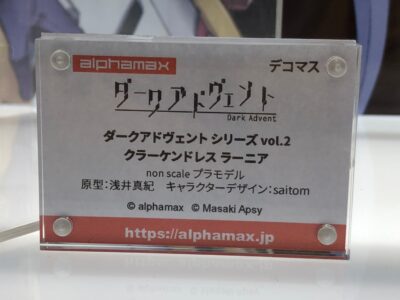 alphamax デコマス
ダークアドヴェント
Dark Advent
ダークアドヴェント シリーズ vol.2
クラーケンドレス ラーニア
non scale プラモデル
原型：浅井真紀 キャラクターデザイン：saitom
© alphamax © Masaki Apsy
https://alphamax.jp